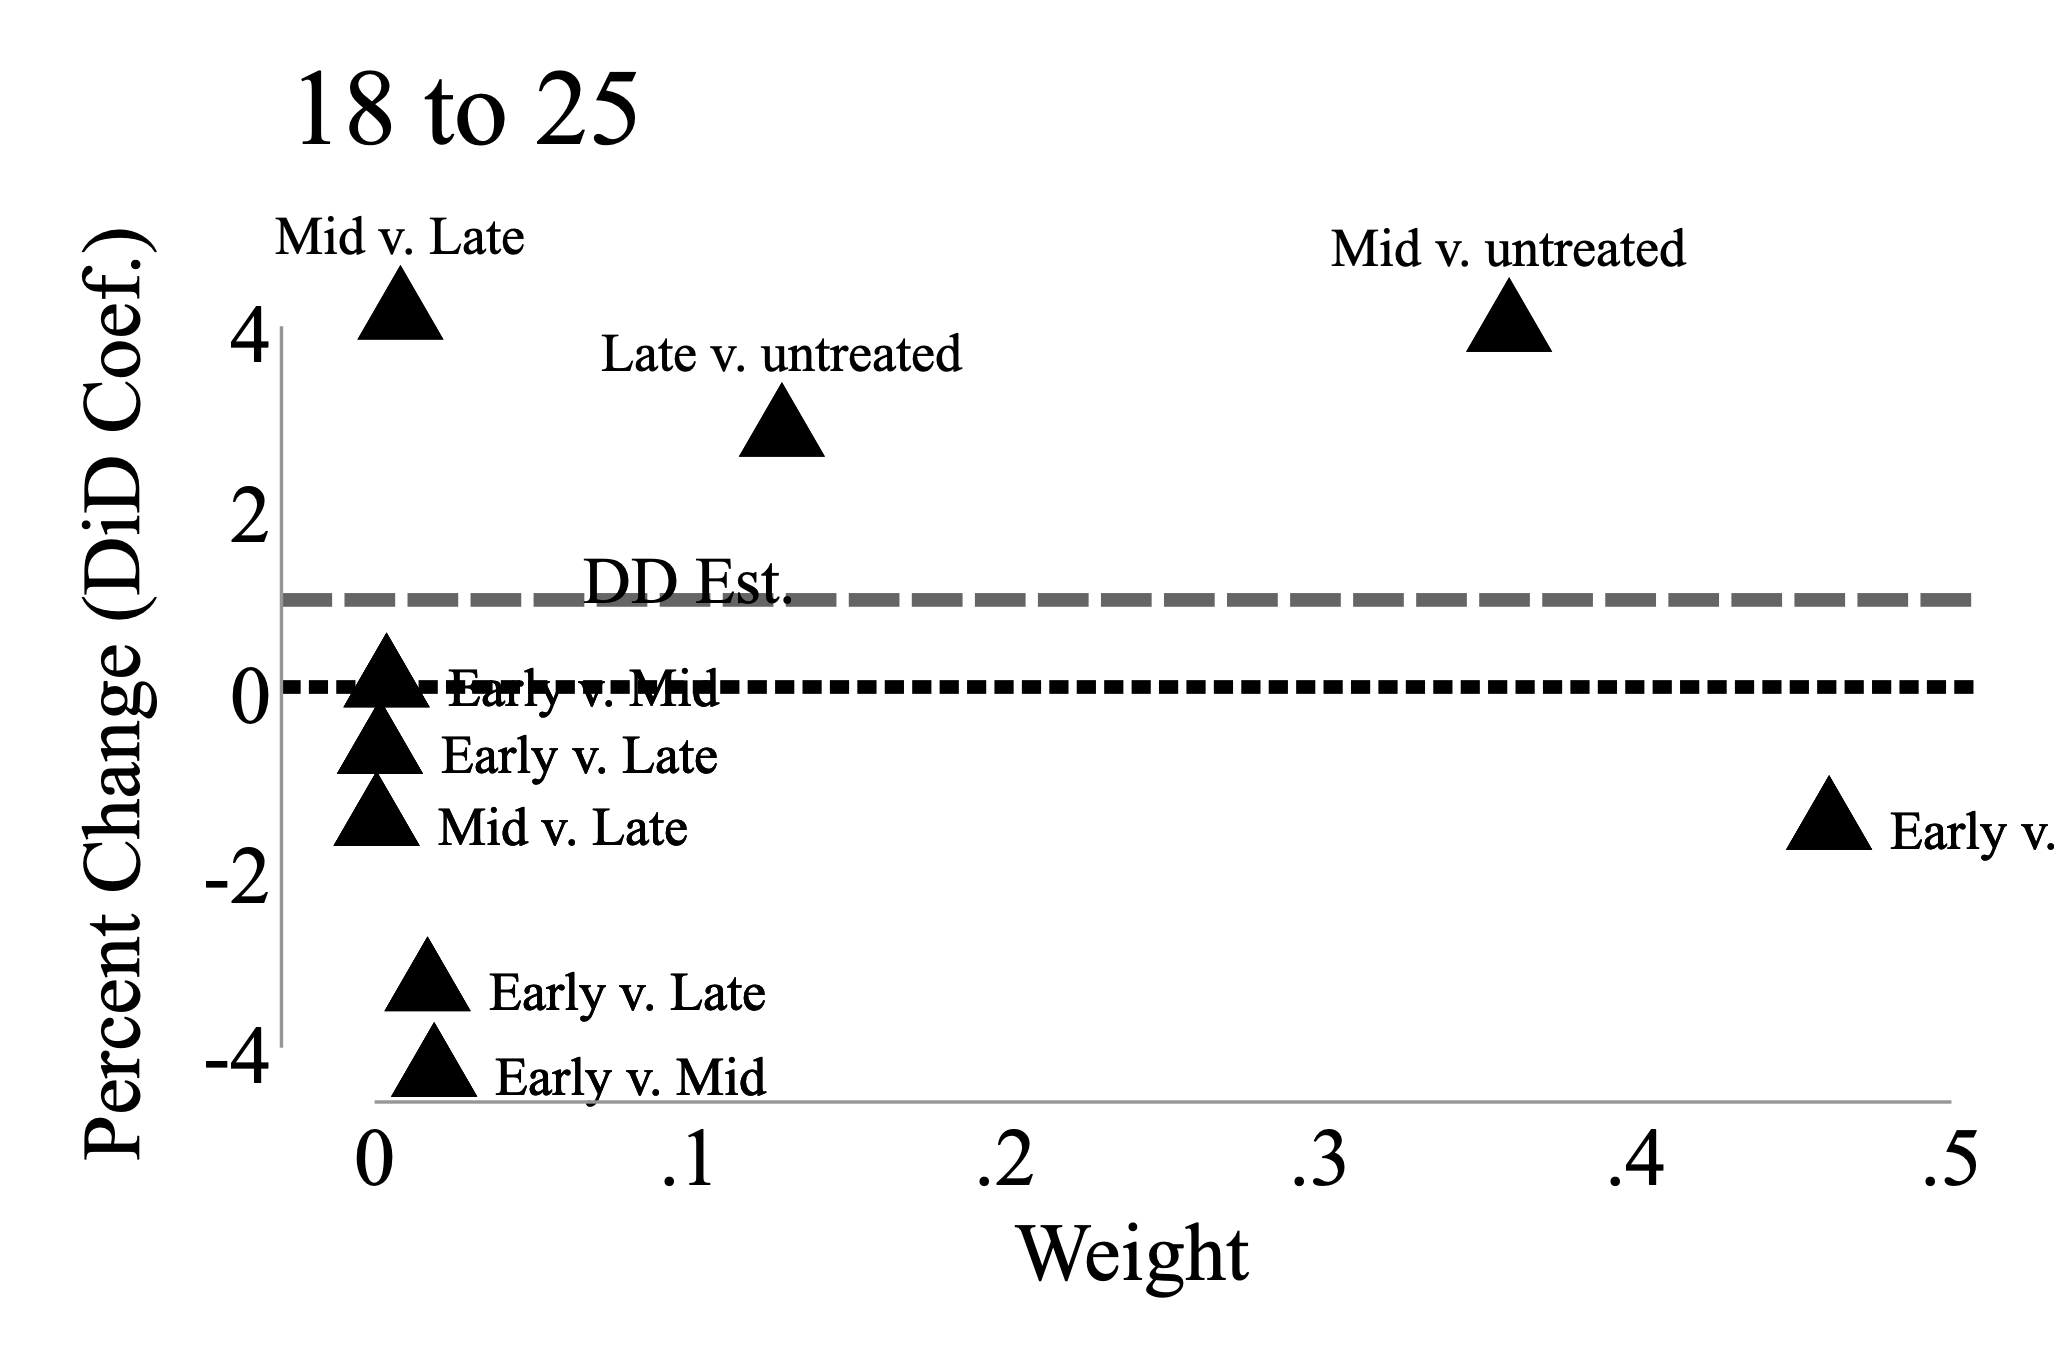 18 to 25
Percent Change (DiD Coef.)
4
2
0
-2
-4
Mid v. Late
Mid v. untreated
Late v. untreated
DD Est.
Early v. Mid
Early v. Late
Mid v. Late
Early v.
Early v. Late
Early v. Mid
0 .1 .2 .3 .4 .5
Weight